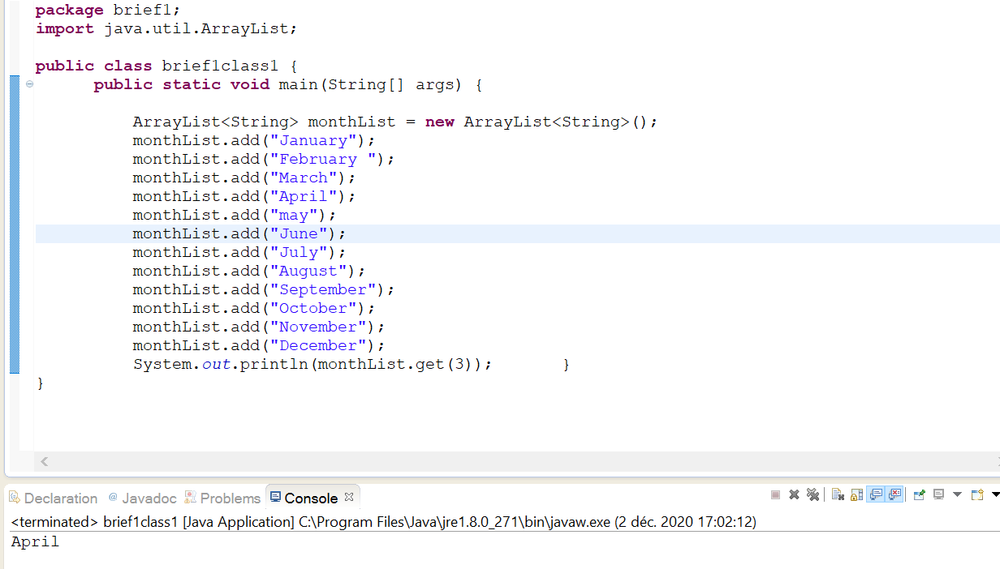 package brief1;
import java.util.ArrayList;
public class brief1class1 {
public static void main(String[] args) {
ArrayList<String> monthList = new ArrayList<String>();
monthList.add("January");
monthList.add("February ");
monthList.add("March");
monthList.add("April");
monthList.add("may");
monthList.add("June");
monthList.add("July");
monthList.add("August");
monthList.add("September");
monthList.add("October");
monthList.add("November");
monthList.add("December");
System.out.println(monthList.get(3)); }
}
Declaration @ Javadoc Problems Console
<terminated> brief1class1 [Java Application] C:\Program Files\Java\jre1.8.0_271\bin\javaw.exe (2 déc. 2020 17:02:12)
April